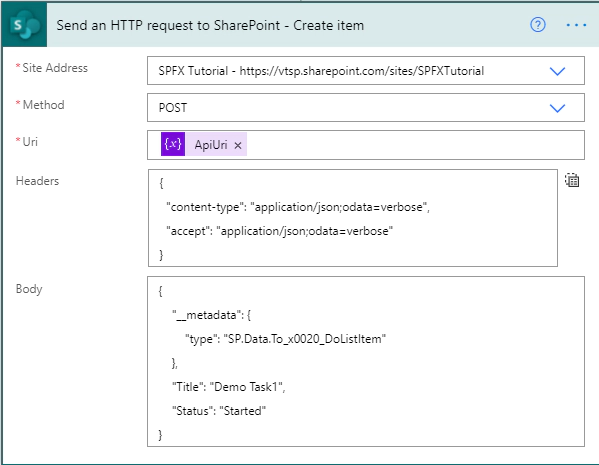 Send an HTTP request to SharePoint - Create item
*Site Address
SPFX Tutorial - https://vtsp.sharepoint.com/sites/SPFXTutorial
*Method
POST
*Uri
{x} ApiUri ×
Headers
{
"content-type": "application/json;odata=verbose",
"accept": "application/json;odata=verbose"
}
Body
{
"__metadata": {
"type": "SP.Data.To_x0020_DoListItem"
},
"Title": "Demo Task1",
"Status": "Started"
}